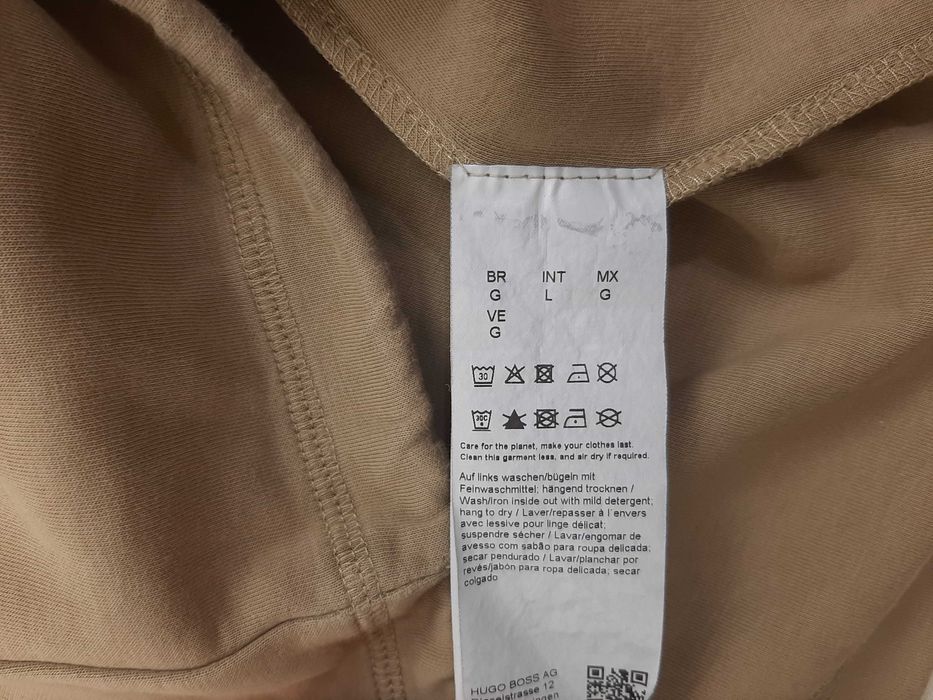 BR INT MX
G L G
VE
G
30
30C
Care for the planet, make your clothes last.
Clean this garment less, and air dry if required.
Auf links waschen/bügeln mit
Feinwaschmittel; hängend trocknen /
Wash/Iron inside out with mild detergent;
hang to dry / Laver/repasser à l'envers
avec lessive pour linge délicat;
suspendre sécher / Lavar/engomar de
avesso com sabão para roupa delicada;
secar pendurado / Lavar/planchar por
revés/jabón para ropa delicada; secar
colgado
HUGO BOSS AG